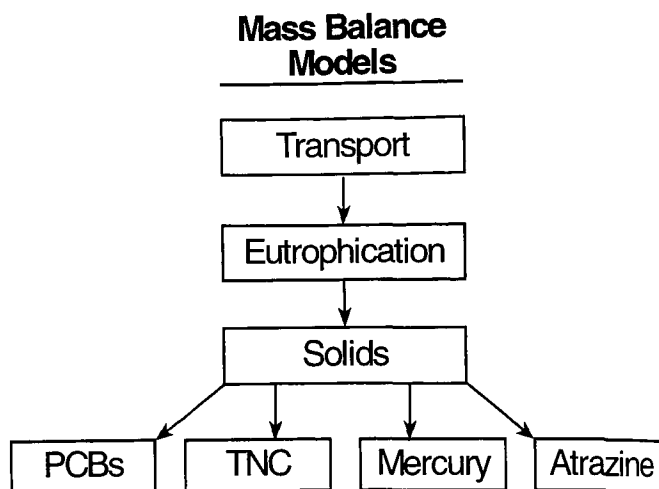 Mass Balance
Models
Transport
Eutrophication
Solids
PCBs TNC Mercury Atrazine